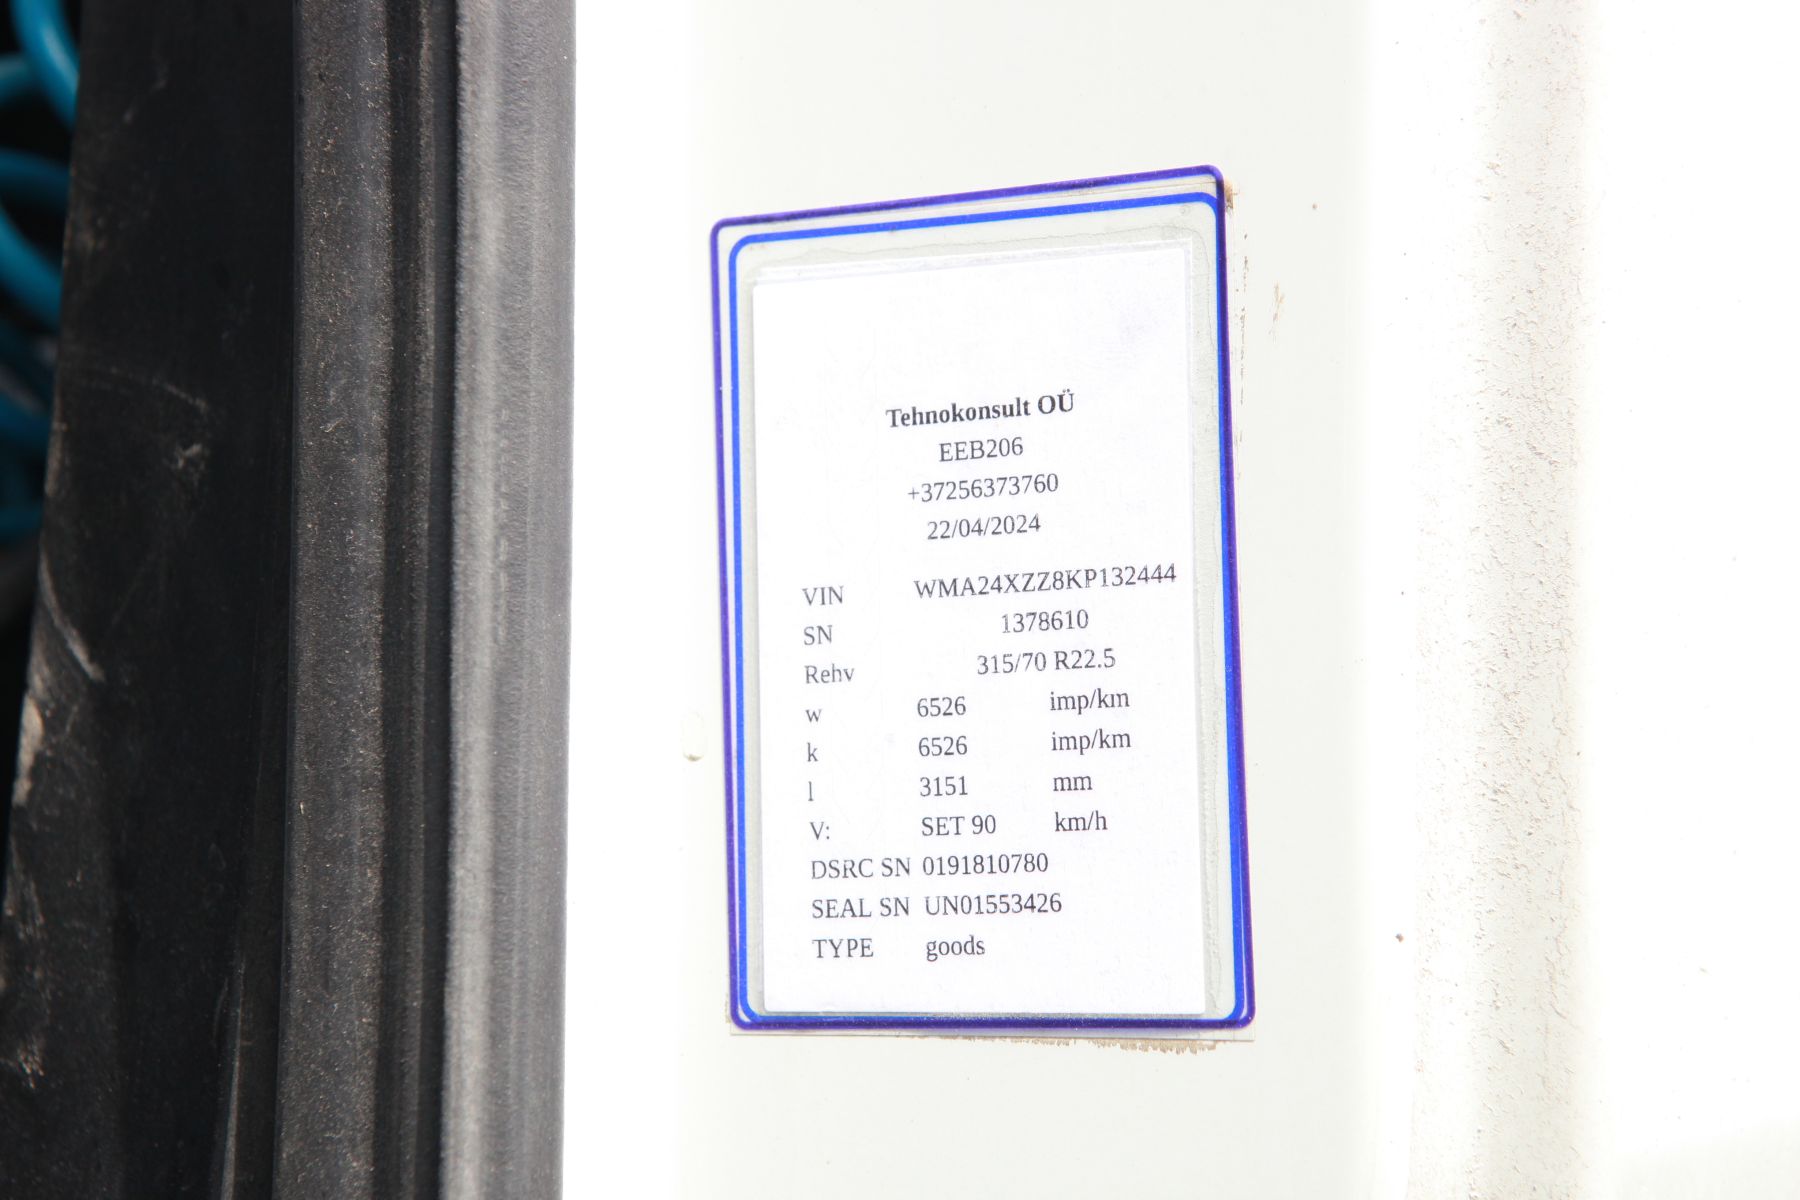 Tehnokonsult OÜ
EEB206
+37256373760
22/04/2024
VIN WMA24XZZ8KP132444
SN 1378610
Rehv 315/70 R22.5
w 6526 imp/km
k 6526 imp/km
l 3151 mm
V: SET 90 km/h
DSRC SN 0191810780
SEAL SN UN01553426
TYPE goods